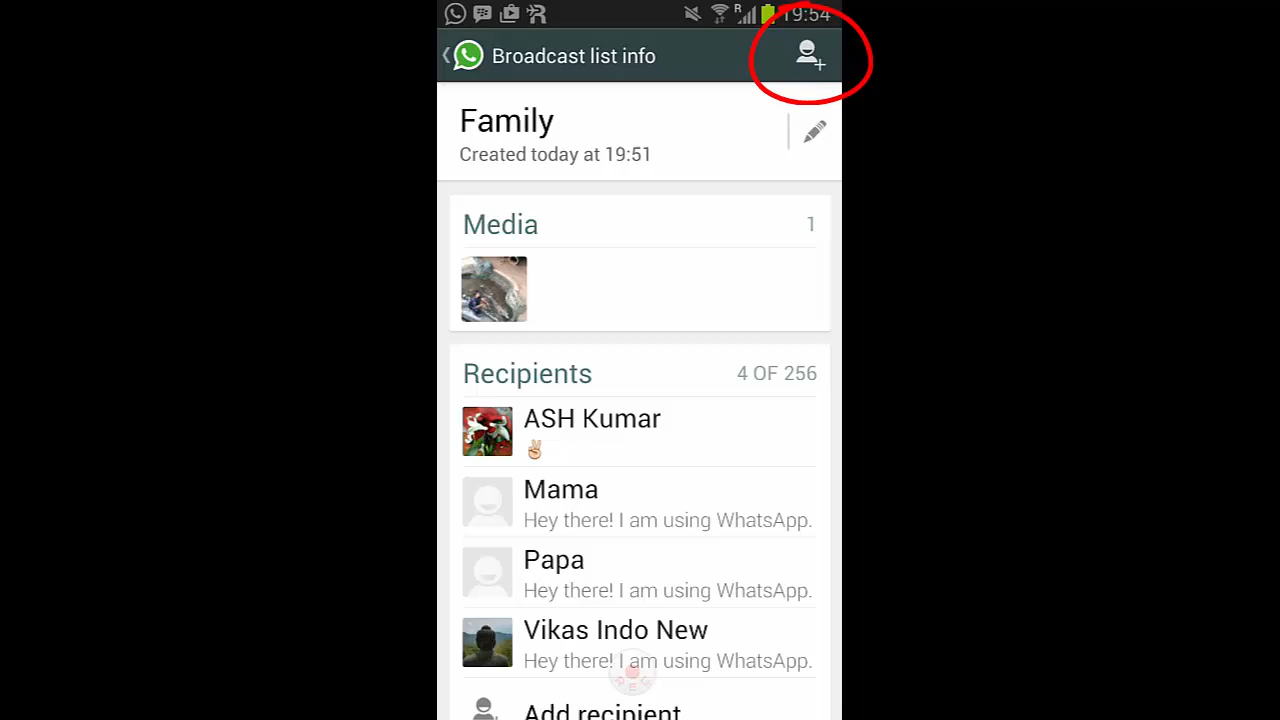 19:54
Broadcast list info
Family
Created today at 19:51
Media
1
Recipients
4 OF 256
ASH Kumar
Mama
Hey there! I am using WhatsApp.
Papa
Hey there! I am using WhatsApp.
Vikas Indo New
Hey there! I am using WhatsApp.
Add recipient